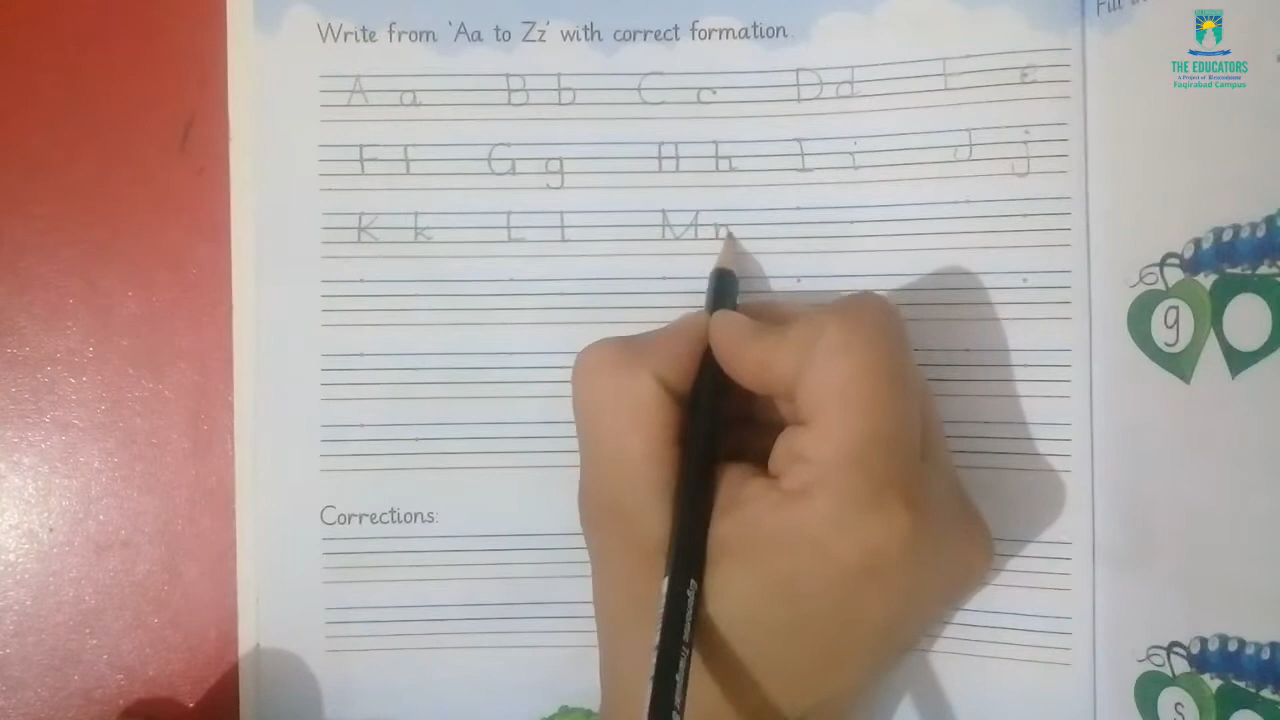 Write from 'Aa to Zz' with correct formation.
THE EDUCATORS
Faqirabad Campus
A a B b C c D d E e
F f G g H h I i J j
K k L l M n
g
Corrections:
s